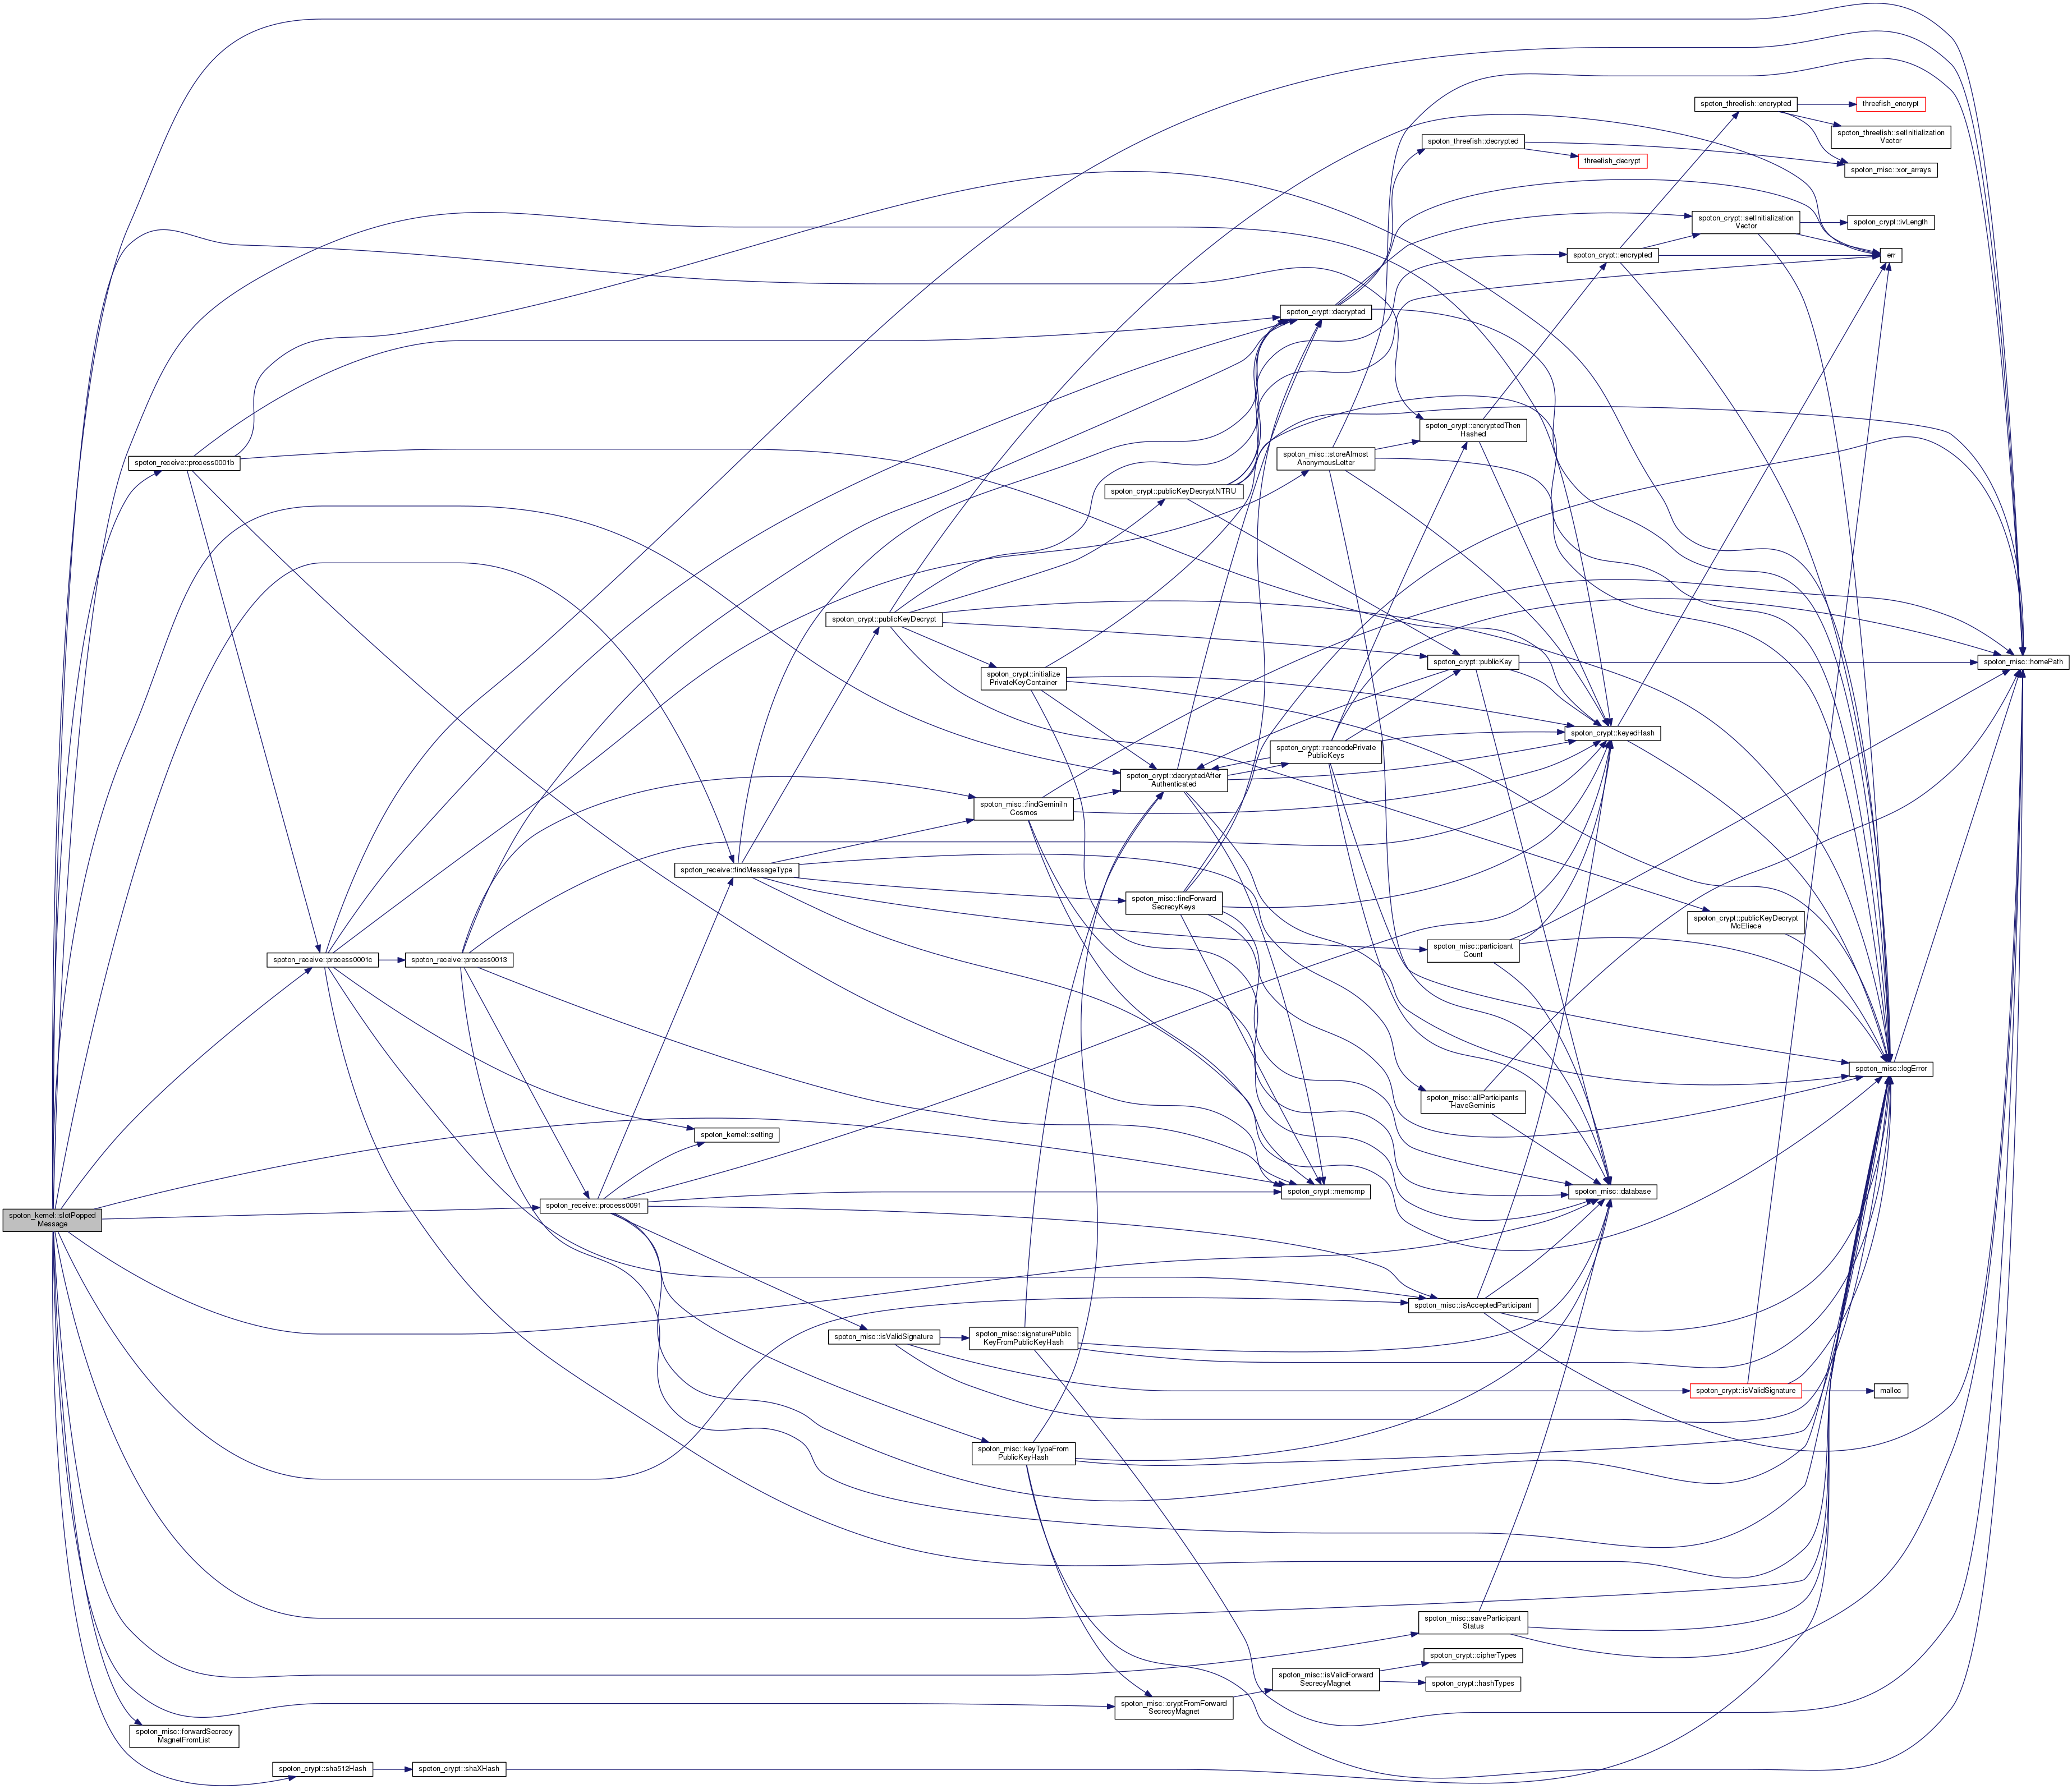 spoton_kernel::slotPopped
Message
spoton_receive::process0001b
spoton_receive::process0001c
spoton_crypt::sha512Hash
spoton_misc::forwardSecrecy
MagnetFromList
spoton_receive::process0013
spoton_crypt::shaXHash
spoton_receive::process0091
spoton_receive::findMessageType
spoton_kernel::setting
spoton_crypt::publicKeyDecrypt
spoton_misc::isValidSignature
spoton_crypt::initialize
PrivateKeyContainer
spoton_misc::findGeminiIn
Cosmos
spoton_misc::signaturePublic
KeyFromPublicKeyHash
spoton_misc::keyTypeFrom
PublicKeyHash
spoton_crypt::publicKeyDecryptNTRU
spoton_crypt::decryptedAfter
Authenticated
spoton_misc::findForward
SecrecyKeys
spoton_misc::cryptFromForward
SecrecyMagnet
spoton_crypt::decrypted
spoton_misc::storeAlmost
AnonymousLetter
spoton_crypt::reencodePrivate
PublicKeys
spoton_crypt::memcmp
spoton_misc::isValidForward
SecrecyMagnet
spoton_threefish::decrypted
spoton_crypt::encryptedThen
Hashed
spoton_crypt::publicKey
spoton_misc::participant
Count
spoton_misc::allParticipants
HaveGeminis
spoton_misc::isAcceptedParticipant
spoton_misc::saveParticipant
Status
spoton_crypt::cipherTypes
spoton_crypt::hashTypes
threefish_decrypt
spoton_crypt::encrypted
spoton_crypt::keyedHash
spoton_misc::database
spoton_threefish::encrypted
spoton_crypt::setInitialization
Vector
spoton_crypt::publicKeyDecrypt
McEliece
spoton_crypt::isValidSignature
threefish_encrypt
spoton_threefish::setInitialization
Vector
spoton_misc::xor_arrays
spoton_crypt::ivLength
err
spoton_misc::logError
malloc
spoton_misc::homePath